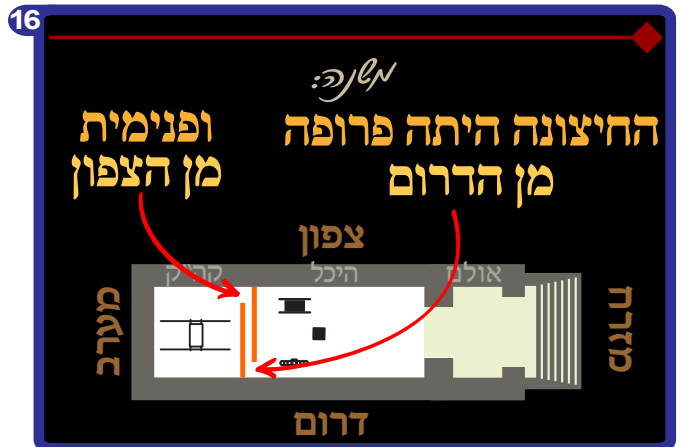 16
משנה:
החיצונה היתה פרופה
מן הדרום
ופנימית
מן הצפון
צפון
אולם
היכל
קה״ק
מזרח
מערב
דרום